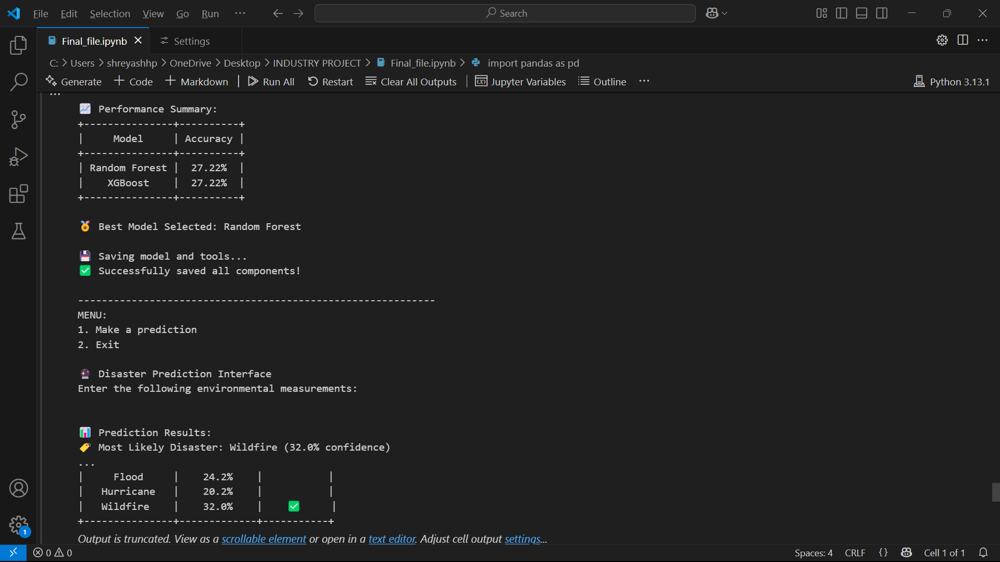 File Edit Selection View Go Run ... Search
Final_file.ipynb Settings
C: > Users > shreyashhp > OneDrive > Desktop > INDUSTRY PROJECT > Final_file.ipynb > import pandas as pd
Generate + Code + Markdown | Run All Restart Clear All Outputs | Jupyter Variables Outline ... Python 3.13.1
...
📈 Performance Summary:
+---------------+----------+
|     Model     | Accuracy |
+---------------+----------+
| Random Forest |  27.22%  |
|    XGBoost    |  27.22%  |
+---------------+----------+
🏅 Best Model Selected: Random Forest
💾 Saving model and tools...
✅ Successfully saved all components!
------------------------------------------------------------
MENU:
1. Make a prediction
2. Exit
🔮 Disaster Prediction Interface
Enter the following environmental measurements:
📊 Prediction Results:
🏷️ Most Likely Disaster: Wildfire (32.0% confidence)
...
|     Flood     |    24.2%    |           |
|   Hurricane   |    20.2%    |           |
|   Wildfire    |    32.0%    |    ✅     |
+---------------+-------------+-----------+
Output is truncated. View as a scrollable element or open in a text editor. Adjust cell output settings...
1
0 0 Spaces: 4 CRLF {} Cell 1 of 1